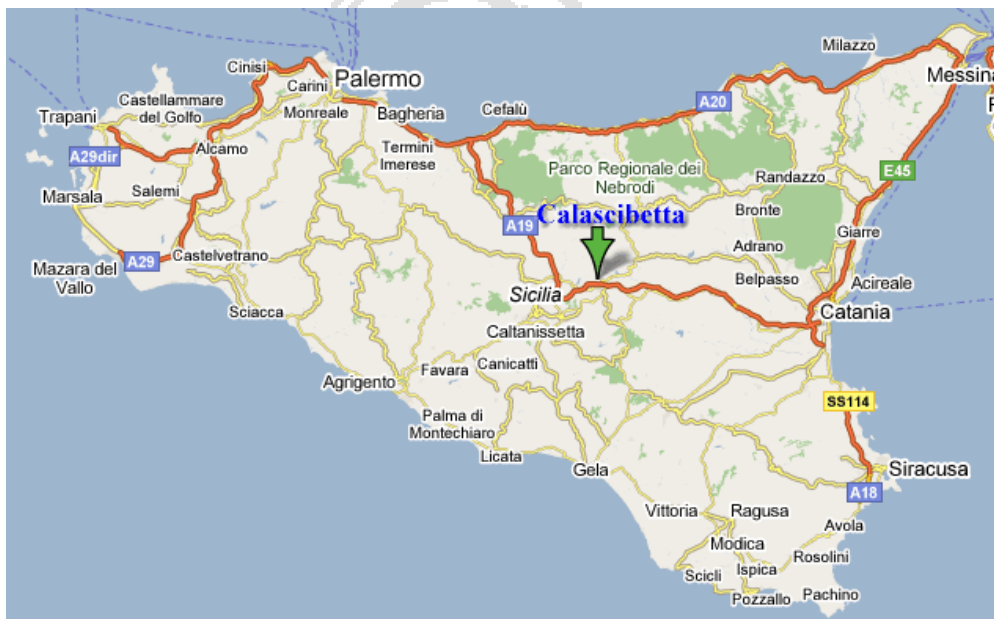 Milazzo
Messina
Cinisi
Palermo
Carini
Castellammare
del Golfo
Monreale
Bagheria
Cefalù
A20
Trapani
Termini
Imerese
A29dir
Alcamo
Parco Regionale dei
Nebrodi
Randazzo
E45
Marsala
Salemi
Calascibetta
A19
Bronte
Giarre
Adrano
Mazara del
Vallo
A29
Castelvetrano
Belpasso
Acireale
Sicilia
Sciacca
Caltanissetta
Catania
Agrigento
Favara
Canicatti
SS114
Palma di
Montechiaro
Licata
Gela
Siracusa
A18
Vittoria
Ragusa
Avola
Modica
Rosolini
Scicli
Ispica
Pozzallo
Pachino